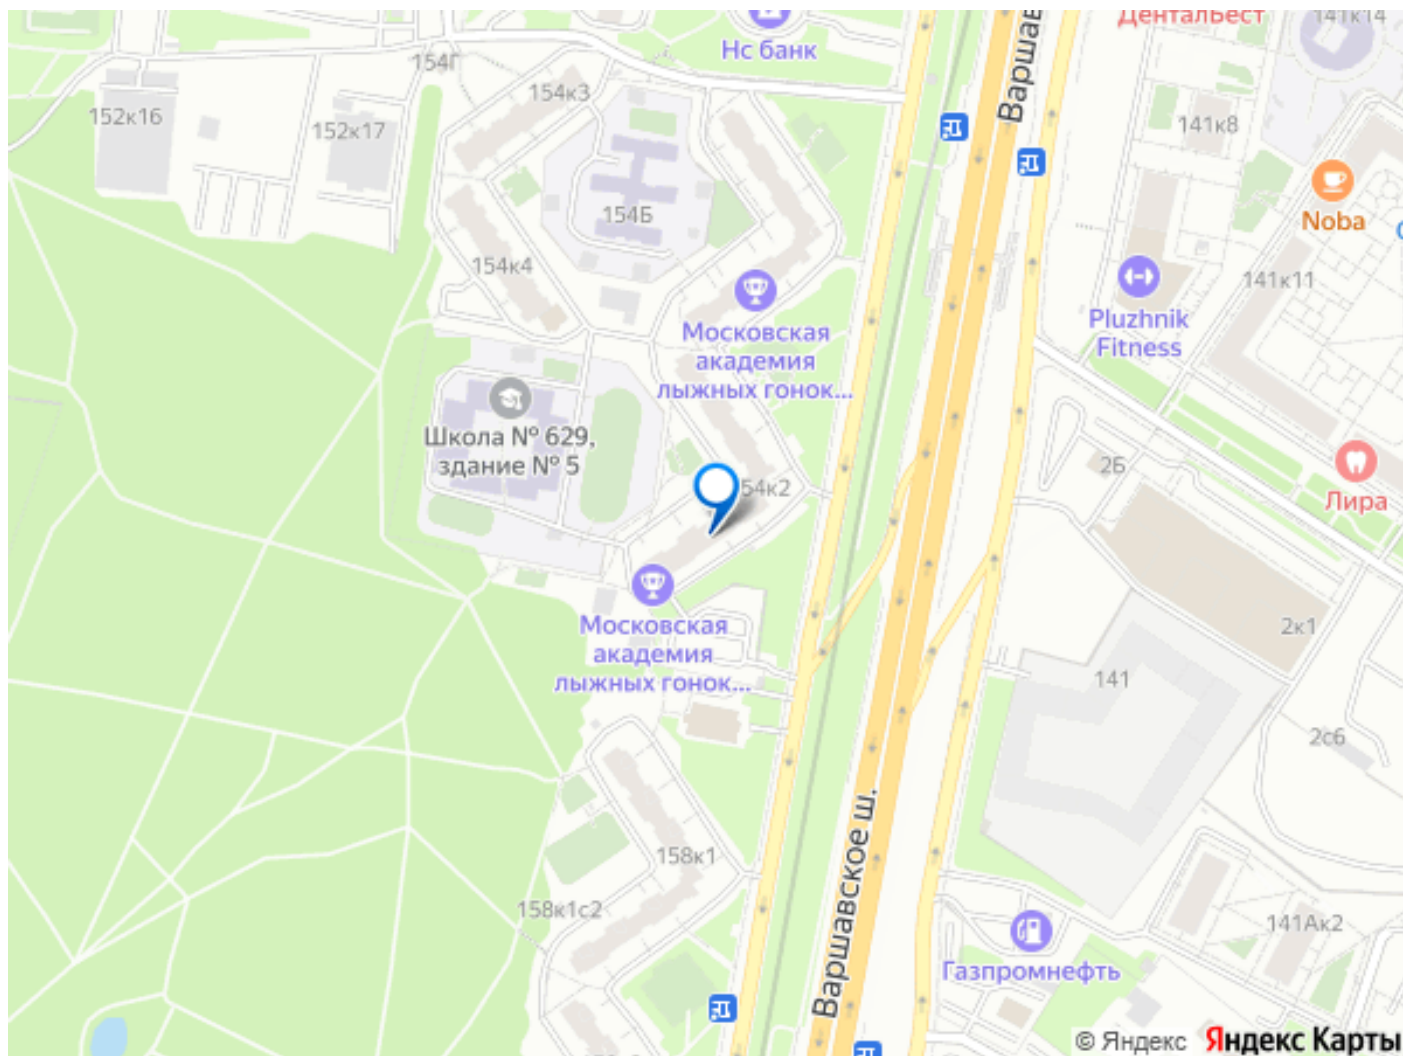 ДенталБест
141к14
Нс банк
Варшав
154Г
154к3
152к16
152к17
141к8
154Б
Noba
154к4
141к11
Pluzhnik
Fitness
Московская
академия
лыжных гонок...
Школа № 629,
здание № 5
54к2
2Б
Лира
Московская
академия
лыжных гонок...
2к1
141
2с6
Варшавское ш.
158к1
158к1с2
141Ак2
Газпромнефть
© Яндекс Яндекс Карты